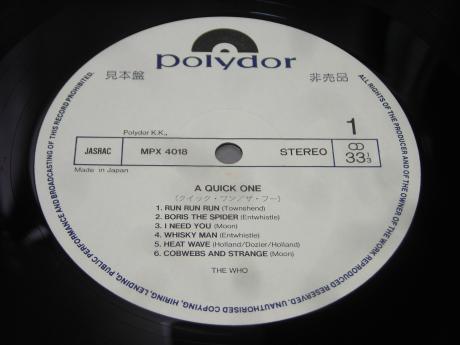 polydor
見本盤
非売品
Polydor K.K.,
1
JASRAC MPX 4018 STEREO 33 1/3
Made in Japan
A QUICK ONE
(クイック・ワン/ザ・フー)
1. RUN RUN RUN (Townshend)
2. BORIS THE SPIDER (Entwhistle)
3. I NEED YOU (Moon)
4. WHISKY MAN (Entwistle)
5. HEAT WAVE (Holland/Dozier/Holland)
6. COBWEBS AND STRANGE (Moon)
THE WHO
ALL RIGHTS OF THE PRODUCER AND OF THE OWNER OF THE WORK REPRODUCED RESERVED. UNAUTHORISED COPYING, HIRING, LENDING, PUBLIC PERFORMANCE AND BROADCASTING OF THIS RECORD PROHIBITED.